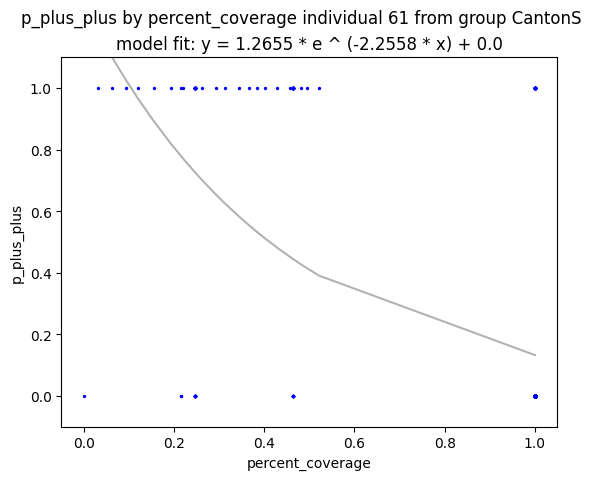 p_plus_plus by percent_coverage individual 61 from group CantonS
model fit: y = 1.2655 * e ^ (-2.2558 * x) + 0.0
1.0
0.8
0.6
0.4
0.2
0.0
p_plus_plus
0.0 0.2 0.4 0.6 0.8 1.0
percent_coverage